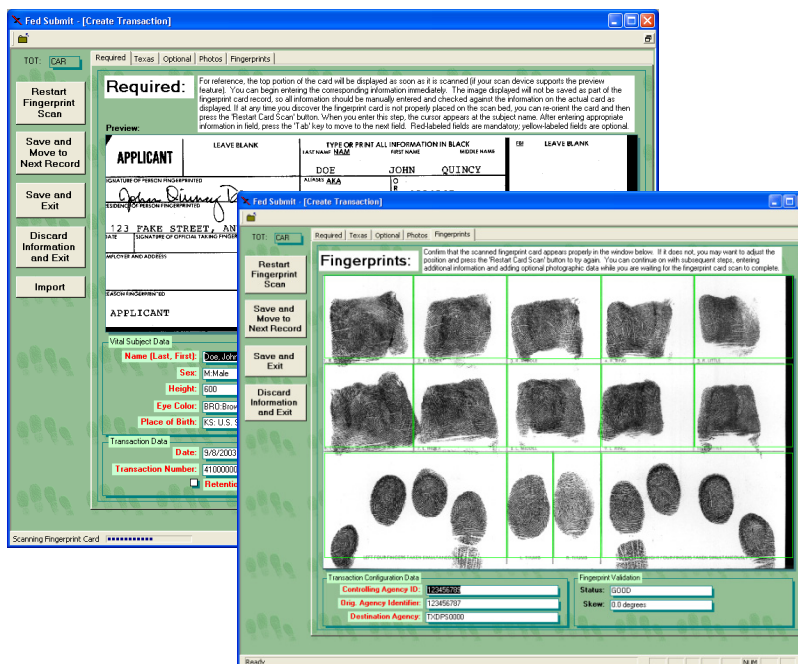 Fed Submit - [Create Transaction]
TOT: CAR
Required Texas Optional Photos Fingerprints
Restart
Fingerprint
Scan
Save and
Move to
Next Record
Save and
Exit
Discard
Information
and Exit
Import
Required:
For reference, the top portion of the card will be displayed as soon as it is scanned (if your scan device supports the preview
feature). You can begin entering the corresponding information immediately. The image displayed will not be saved as part of the
fingerprint card record, so all information should be manually entered and checked against the information on the actual card as
displayed. If at any time you discover the fingerprint card is not properly placed on the scan bed, you can re-orient the card and then
press the 'Restart Card Scan' button. When you enter this step, the cursor appears at the subject name. After entering appropriate
information in field, press the 'Tab' key to move to the next field. Red-labeled fields are mandatory; yellow-labeled fields are optional.
Preview:
APPLICANT
LEAVE BLANK
TYPE OR PRINT ALL INFORMATION IN BLACK
LAST NAME NAM FIRST NAME MIDDLE NAME
LEAVE BLANK
DOE JOHN QUINCY
SIGNATURE OF PERSON FINGERPRINTED
ALIASES AKA
O
R
John Quincy D
RESIDENCE OF PERSON FINGERPRINTED
123 FAKE STREET, AN
DATE SIGNATURE OF OFFICIAL TAKING FINGER
EMPLOYER AND ADDRESS
REASON FINGERPRINTED
APPLICANT
Vital Subject Data
Name (Last, First): Doe, John
Sex: M:Male
Height: 600
Eye Color: BRO:Brow
Place of Birth: KS: U.S. S
Transaction Data
Date: 9/8/2003
Transaction Number: 41000000
Retentio
Scanning Fingerprint Card
Fed Submit - [Create Transaction]
TOT: CAR
Required Texas Optional Photos Fingerprints
Restart
Fingerprint
Scan
Save and
Move to
Next Record
Save and
Exit
Discard
Information
and Exit
Fingerprints:
Confirm that the scanned fingerprint card appears properly in the window below. If it does not, you may want to adjust the
position and press the 'Restart Card Scan' button to try again. You can continue on with subsequent steps, entering
additional information and adding optional photographic data while you are waiting for the fingerprint card scan to complete.
Transaction Configuration Data
Controlling Agency ID: 123456789
Orig. Agency Identifier: 123456787
Destination Agency: TXDPS0000
Fingerprint Validation
Status: GOOD
Skew: 0.0 degrees
Ready
NUM